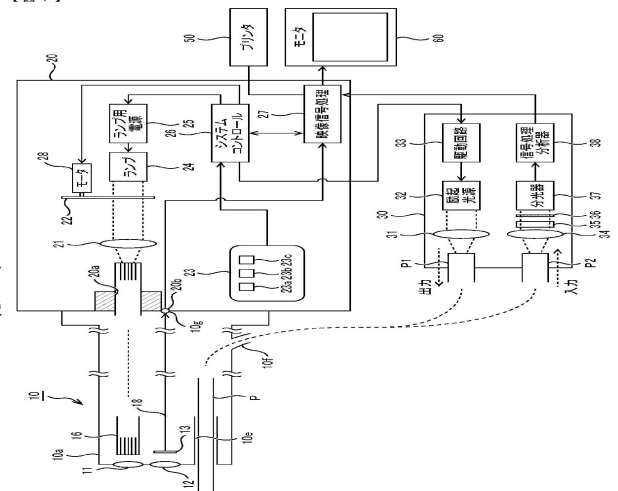 【図1】
50
プリンタ
モニタ
60
20
ランプ用
電源
25
26
システム
コントロール
27
映像信号処理
28
モータ
ランプ
24
22
33
駆動回路
信号処理
分析器
38
32
励起
光源
分光器
37
30
36
35
31
34
21
23
23c
23b
23a
20a
20b
10g
P1
P2
出力
入力
10f
10
18
P
16
10a
13
10e
11
12